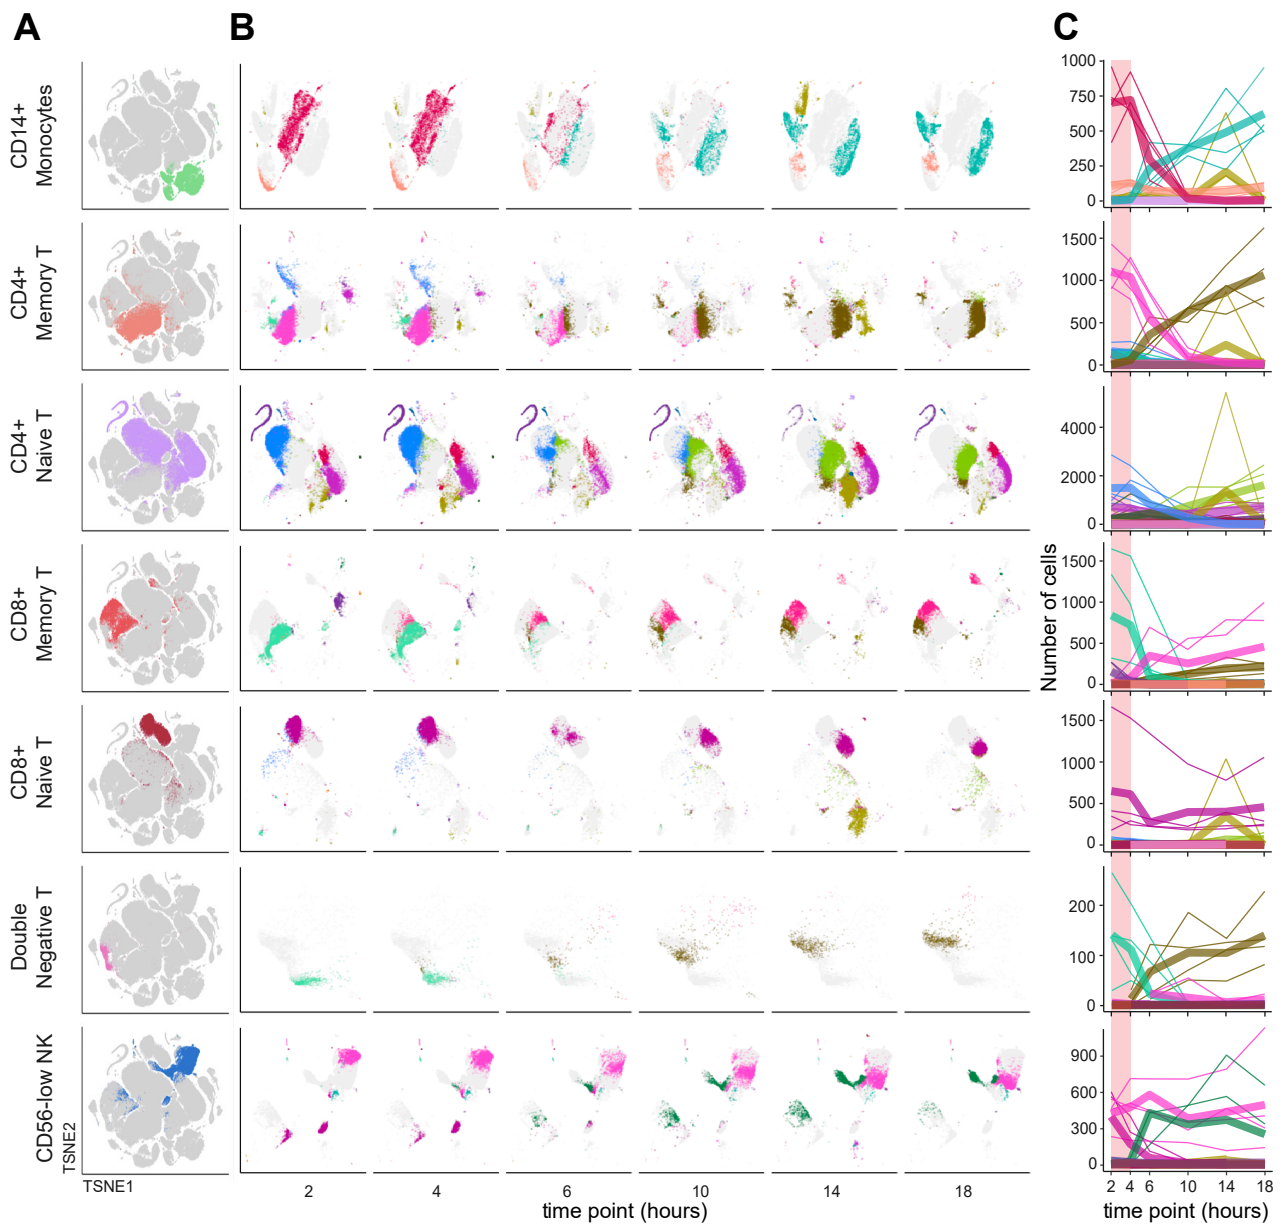 A
B
C
CD14+
Monocytes
1000
750
500
250
0
CD4+
Memory T
1500
1000
500
0
CD4+
Naive T
4000
2000
0
CD8+
Memory T
1500
1000
500
0
CD8+
Naive T
1500
1000
500
0
Double
Negative T
200
100
0
CD56-low NK
900
600
300
0
Number of cells
TSNE2
TSNE1
2 4 6 10 14 18
time point (hours)
2 4 6 10 14 18
time point (hours)